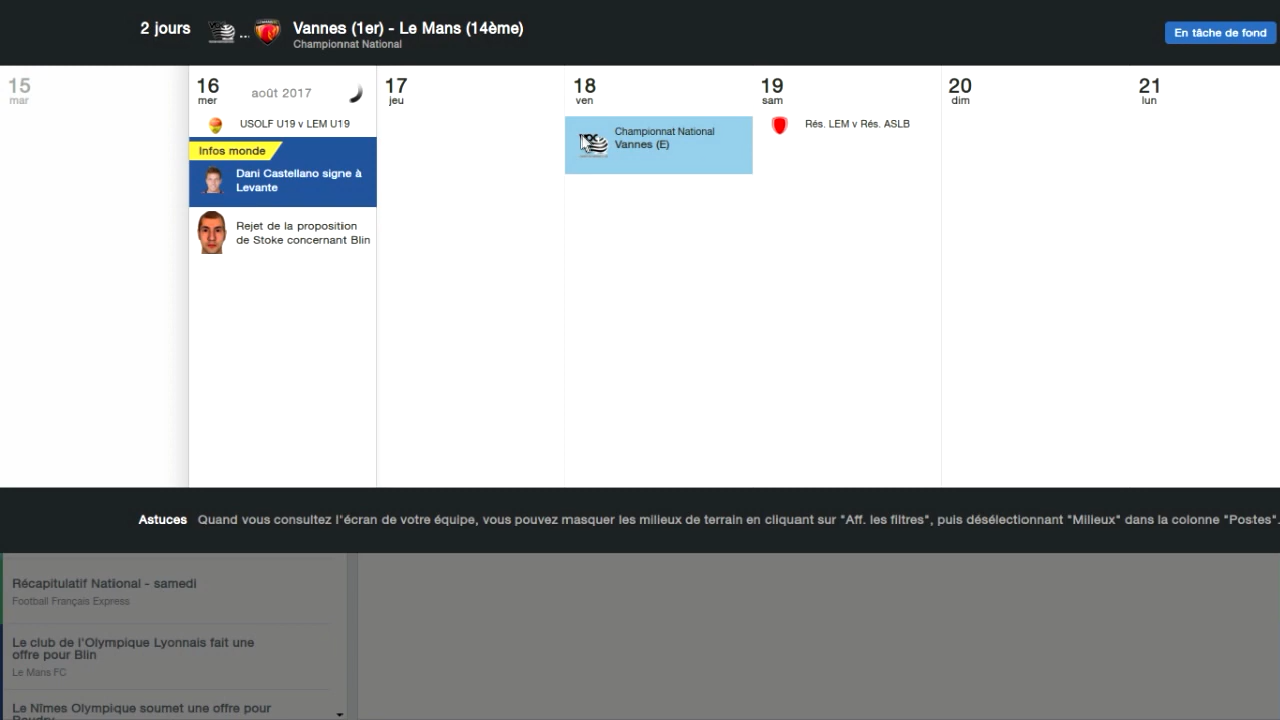 2 jours
...
Vannes (1er) - Le Mans (14ème)
Championnat National
En tâche de fond
15
mar
16
mer
août 2017
17
jeu
18
ven
19
sam
20
dim
21
lun
USOLF U19 v LEM U19
Infos monde
Dani Castellano signe à
Levante
Rejet de la proposition
de Stoke concernant Blin
Championnat National
Vannes (E)
Rés. LEM v Rés. ASLB
Astuces Quand vous consultez l'écran de votre équipe, vous pouvez masquer les milieux de terrain en cliquant sur "Aff. les filtres", puis désélectionnant "Milieux" dans la colonne "Postes".
Récapitulatif National - samedi
Football Français Express
Le club de l'Olympique Lyonnais fait une
offre pour Blin
Le Mans FC
Le Nîmes Olympique soumet une offre pour